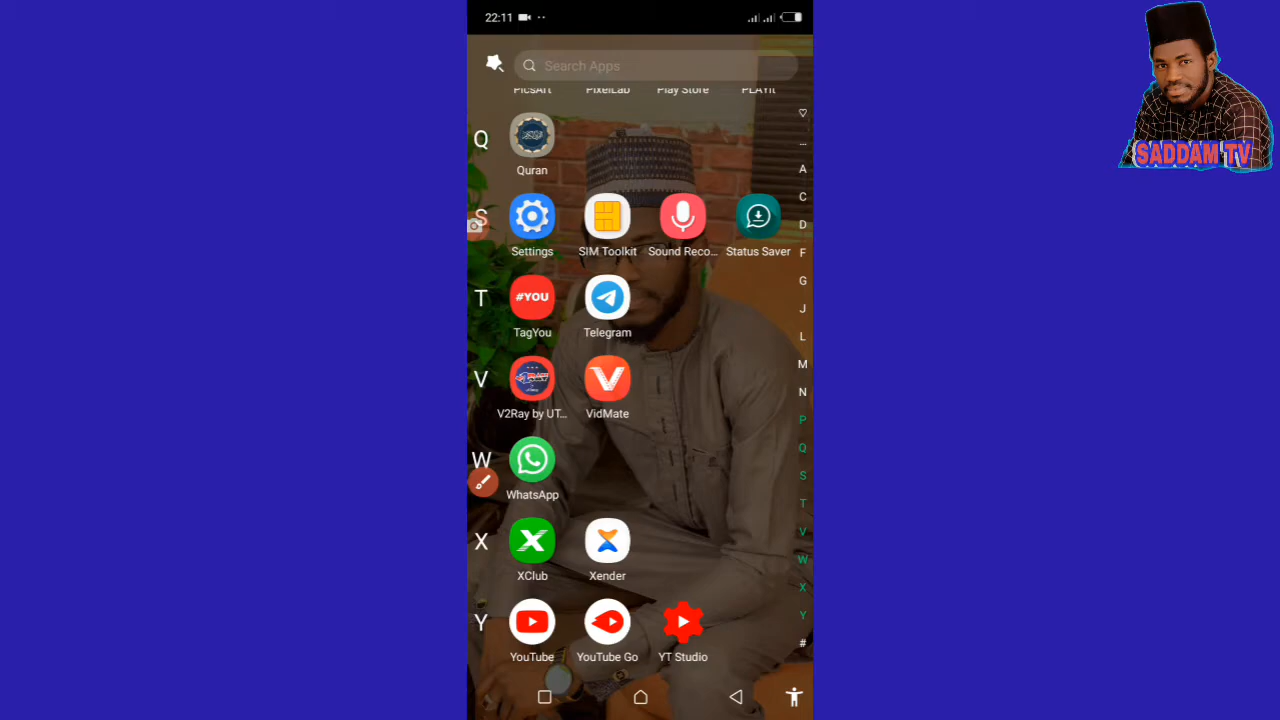 22:11
SADDAM TV
Search Apps
PicsArt PixelLab Play Store PLAYit
Q
Quran
S
Settings SIM Toolkit Sound Reco... Status Saver
T
#YOU
TagYou Telegram
V
V2Ray by UT... VidMate
W
WhatsApp
X
XClub Xender
Y
YouTube YouTube Go YT Studio
...
A
C
D
F
G
J
L
M
N
P
Q
S
T
V
W
X
Y
#